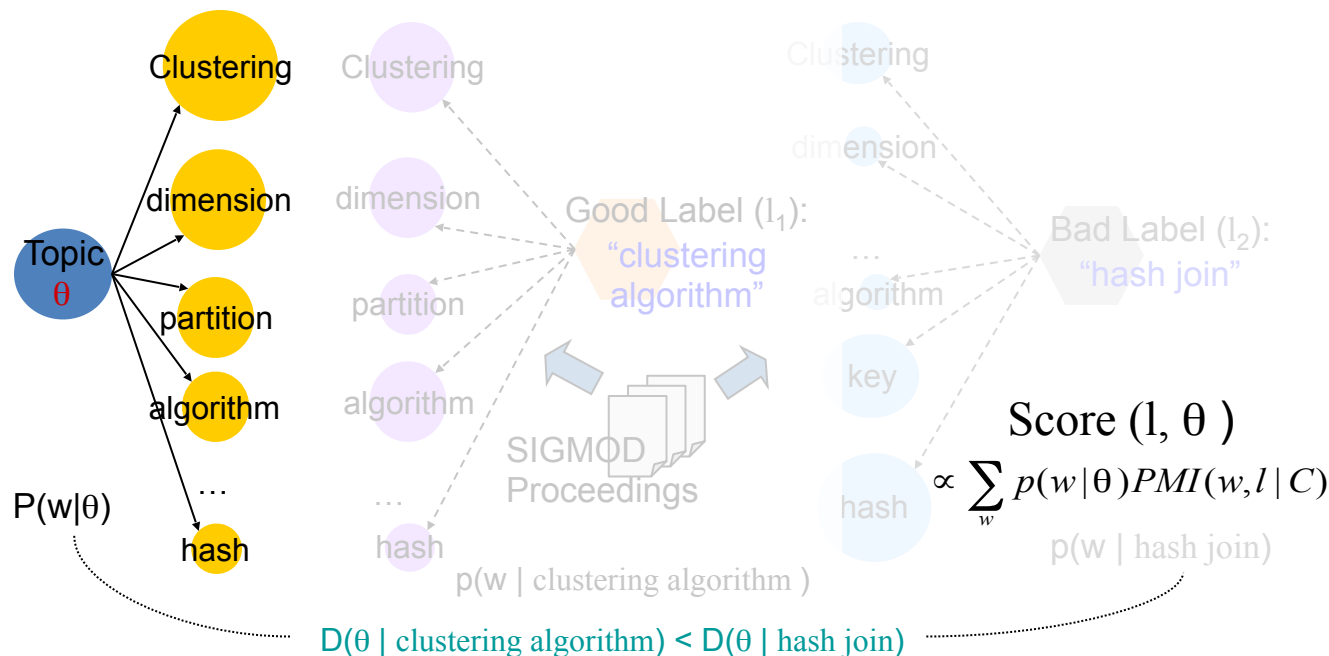 Clustering
dimension
Topic
θ
partition
algorithm
...
P(w|θ)
hash
Clustering
dimension
partition
algorithm
...
hash
Good Label (l₁):
“clustering
algorithm”
SIGMOD
Proceedings
p(w | clustering algorithm )
Clustering
dimension
...
algorithm
key
hash
Bad Label (l₂):
“hash join”
Score (l, θ )
∝ ∑ p(w|θ)PMI(w,l|C)
w
p(w | hash join)
D(θ | clustering algorithm) < D(θ | hash join)